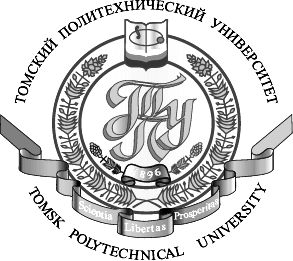 ТОМСКИЙ ПОЛИТЕХНИЧЕСКИЙ УНИВЕРСИТЕТ
ТПУ
1896
Scientia Libertas Prosperitas
TOMSK POLYTECHNICAL UNIVERSITY